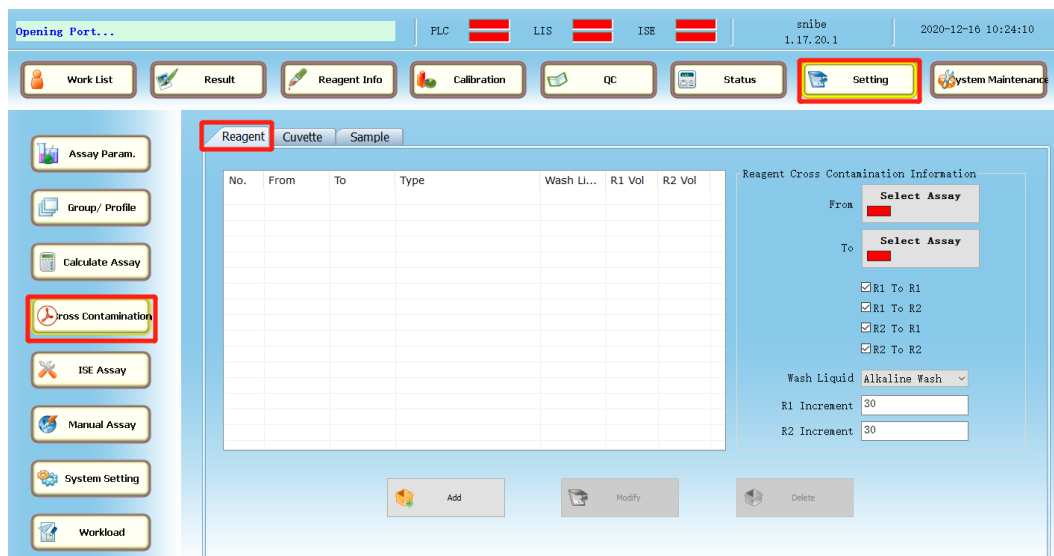 Opening Port...
PLC
LIS
ISE
snibe
1.17.20.1
2020-12-16 10:24:10
Work List
Result
Reagent Info
Calibration
QC
Status
Setting
ystem Maintenance
Assay Param.
Group/ Profile
Calculate Assay
ross Contamination
ISE Assay
Manual Assay
System Setting
Workload
Reagent Cuvette Sample
No. From To Type Wash Li... R1 Vol R2 Vol
Reagent Cross Contamination Information
From Select Assay
To Select Assay
R1 To R1
R1 To R2
R2 To R1
R2 To R2
Wash Liquid Alkaline Wash
R1 Increment 30
R2 Increment 30
Add
Modify
Delete